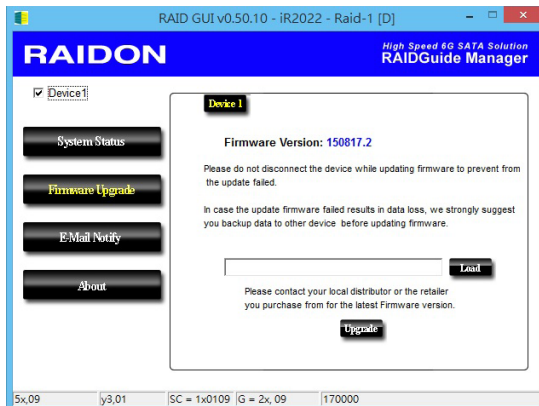 RAID GUI v0.50.10 - iR2022 - Raid-1 [D]
RAIDON
High Speed 6G SATA Solution
RAIDGuide Manager
Device1
Device 1
System Status
Firmware Version: 150817.2
Please do not disconnect the device while updating firmware to prevent from
the update failed.
Firmware Upgrade
In case the update firmware failed results in data loss, we strongly suggest
you backup data to other device before updating firmware.
E-Mail Notify
Load
About
Please contact your local distributor or the retailer
you purchase from for the latest Firmware version.
Upgrade
5x,09 y3,01 SC = 1x0109 G = 2x, 09 170000